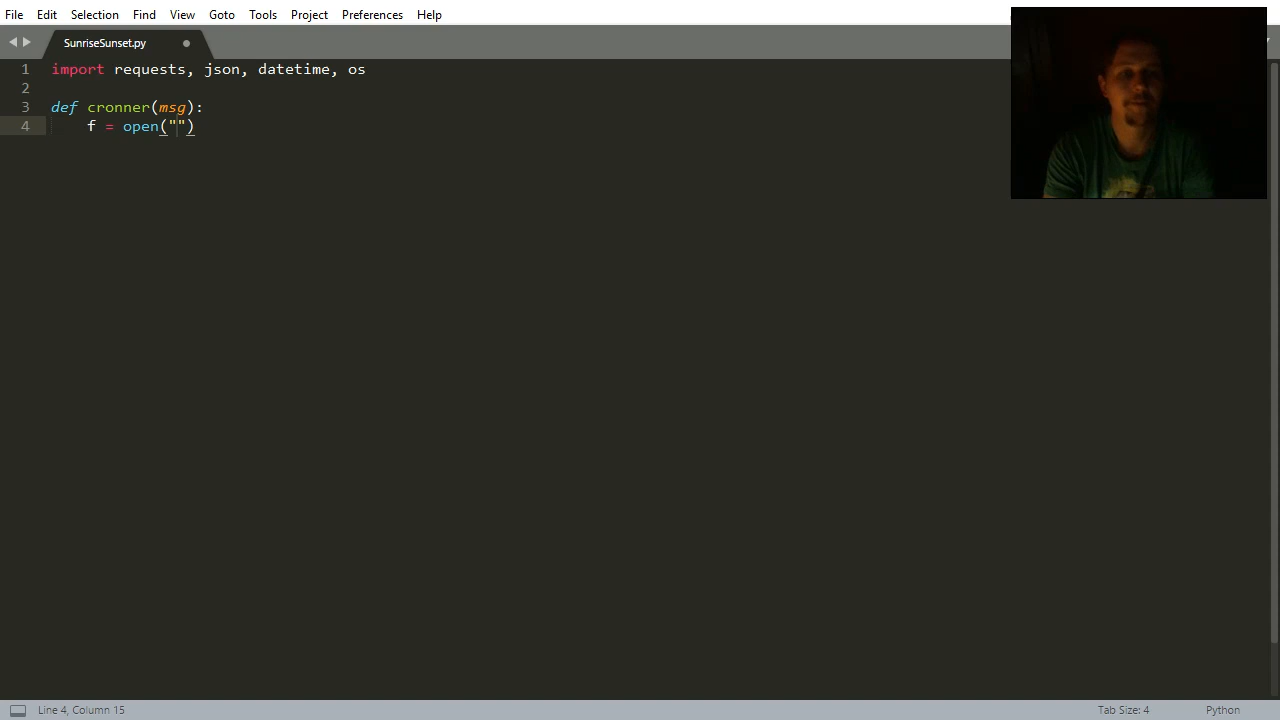 File Edit Selection Find View Goto Tools Project Preferences Help
SunriseSunset.py
1 import requests, json, datetime, os
2
3 def cronner(msg):
4 f = open("")
Line 4, Column 15 Tab Size: 4 Python